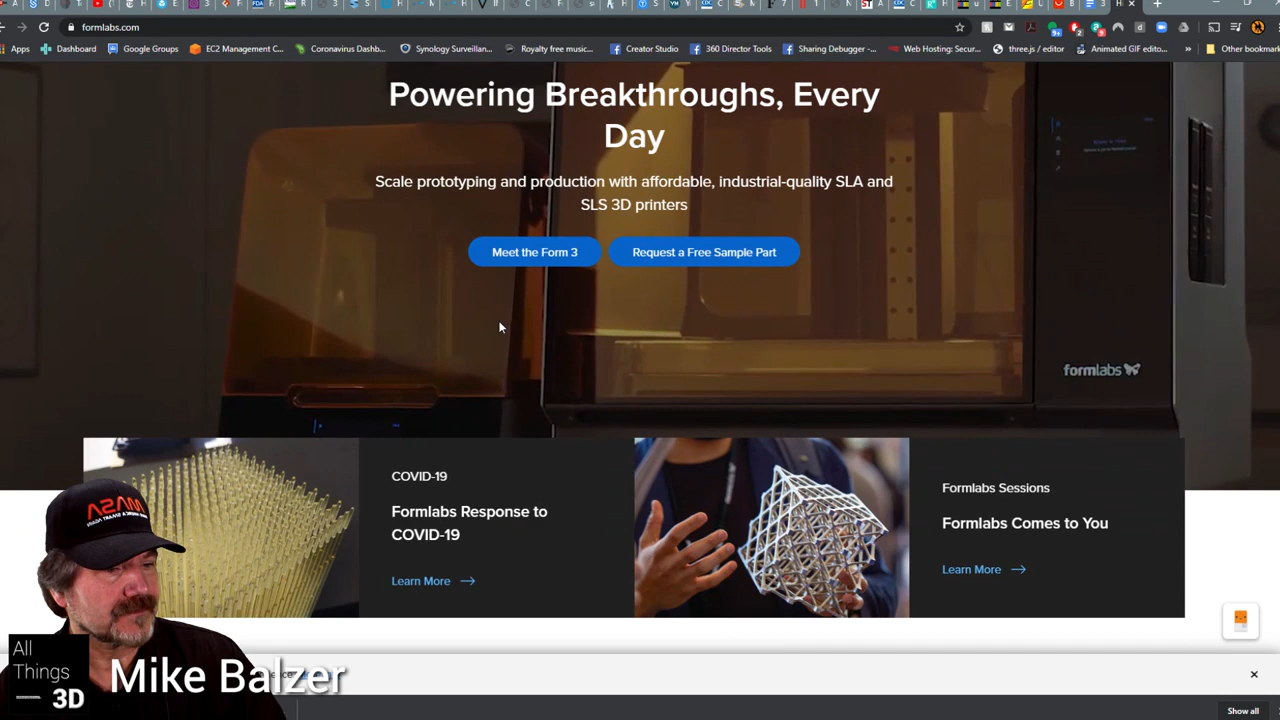 formlabs.com
Apps
Dashboard
Google Groups
EC2 Management C...
Coronavirus Dashb...
Synology Surveillan...
Royalty free music...
Creator Studio
360 Director Tools
Sharing Debugger -...
Web Hosting: Secur...
three.js / editor
Animated GIF edito...
»
Other bookmar
Powering Breakthroughs, Every
Day
Scale prototyping and production with affordable, industrial-quality SLA and
SLS 3D printers
Meet the Form 3
Request a Free Sample Part
formlabs
COVID-19
Formlabs Response to
COVID-19
Learn More
Formlabs Sessions
Formlabs Comes to You
Learn More
All
Things
3D
Mike Balzer
Show all